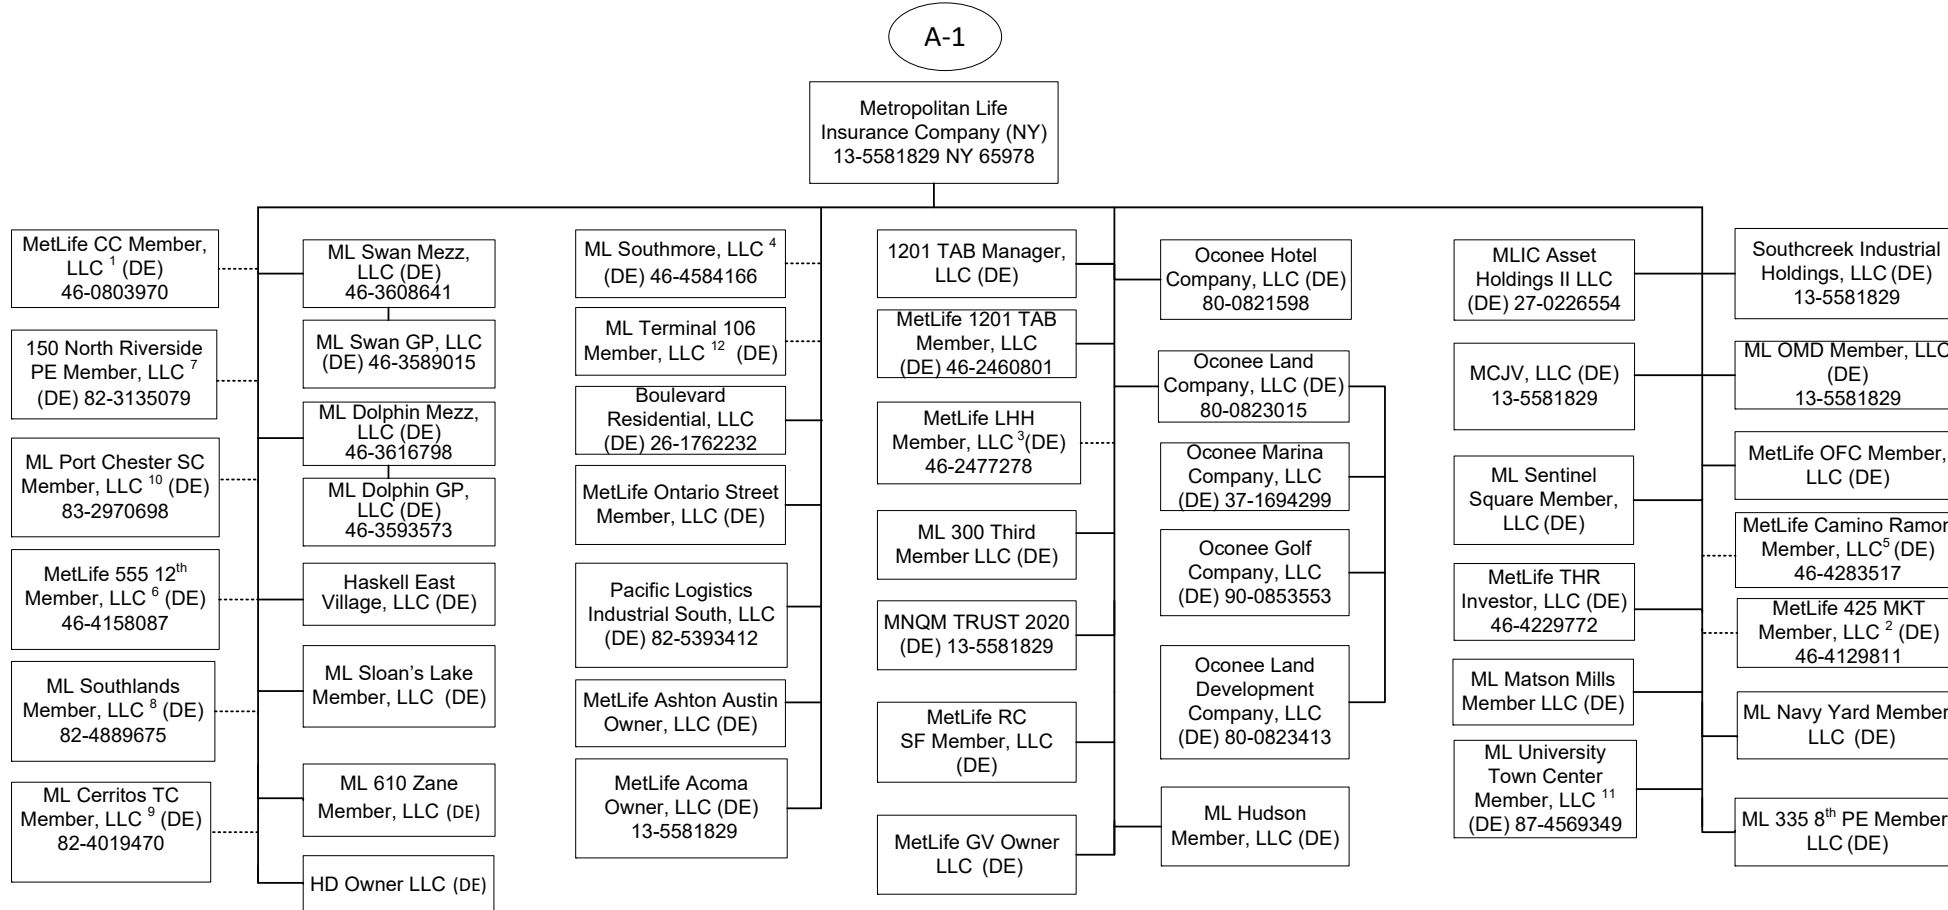 A-1
Metropolitan Life
Insurance Company (NY)
13-5581829 NY 65978
MetLife CC Member,
LLC 1 (DE)
46-0803970
150 North Riverside
PE Member, LLC 7
(DE) 82-3135079
ML Port Chester SC
Member, LLC 10 (DE)
83-2970698
MetLife 555 12th
Member, LLC 6 (DE)
46-4158087
ML Southlands
Member, LLC 8 (DE)
82-4889675
ML Cerritos TC
Member, LLC 9 (DE)
82-4019470
ML Swan Mezz,
LLC (DE)
46-3608641
ML Swan GP, LLC
(DE) 46-3589015
ML Dolphin Mezz,
LLC (DE)
46-3616798
ML Dolphin GP,
LLC (DE)
46-3593573
Haskell East
Village, LLC (DE)
ML Sloan’s Lake
Member, LLC (DE)
ML 610 Zane
Member, LLC (DE)
HD Owner LLC (DE)
ML Southmore, LLC 4
(DE) 46-4584166
ML Terminal 106
Member, LLC 12 (DE)
Boulevard
Residential, LLC
(DE) 26-1762232
MetLife Ontario Street
Member, LLC (DE)
Pacific Logistics
Industrial South, LLC
(DE) 82-5393412
MetLife Ashton Austin
Owner, LLC (DE)
MetLife Acoma
Owner, LLC (DE)
13-5581829
1201 TAB Manager,
LLC (DE)
MetLife 1201 TAB
Member, LLC
(DE) 46-2460801
MetLife LHH
Member, LLC 3(DE)
46-2477278
ML 300 Third
Member LLC (DE)
MNQM TRUST 2020
(DE) 13-5581829
MetLife RC
SF Member, LLC
(DE)
MetLife GV Owner
LLC (DE)
Oconee Hotel
Company, LLC (DE)
80-0821598
Oconee Land
Company, LLC (DE)
80-0823015
Oconee Marina
Company, LLC
(DE) 37-1694299
Oconee Golf
Company, LLC
(DE) 90-0853553
Oconee Land
Development
Company, LLC
(DE) 80-0823413
ML Hudson
Member, LLC (DE)
MLIC Asset
Holdings II LLC
(DE) 27-0226554
MCJV, LLC (DE)
13-5581829
ML Sentinel
Square Member,
LLC (DE)
MetLife THR
Investor, LLC (DE)
46-4229772
ML Matson Mills
Member LLC (DE)
ML University
Town Center
Member, LLC 11
(DE) 87-4569349
Southcreek Industrial
Holdings, LLC (DE)
13-5581829
ML OMD Member, LLC
(DE)
13-5581829
MetLife OFC Member,
LLC (DE)
MetLife Camino Ramon
Member, LLC5 (DE)
46-4283517
MetLife 425 MKT
Member, LLC 2 (DE)
46-4129811
ML Navy Yard Member
LLC (DE)
ML 335 8th PE Member
LLC (DE)